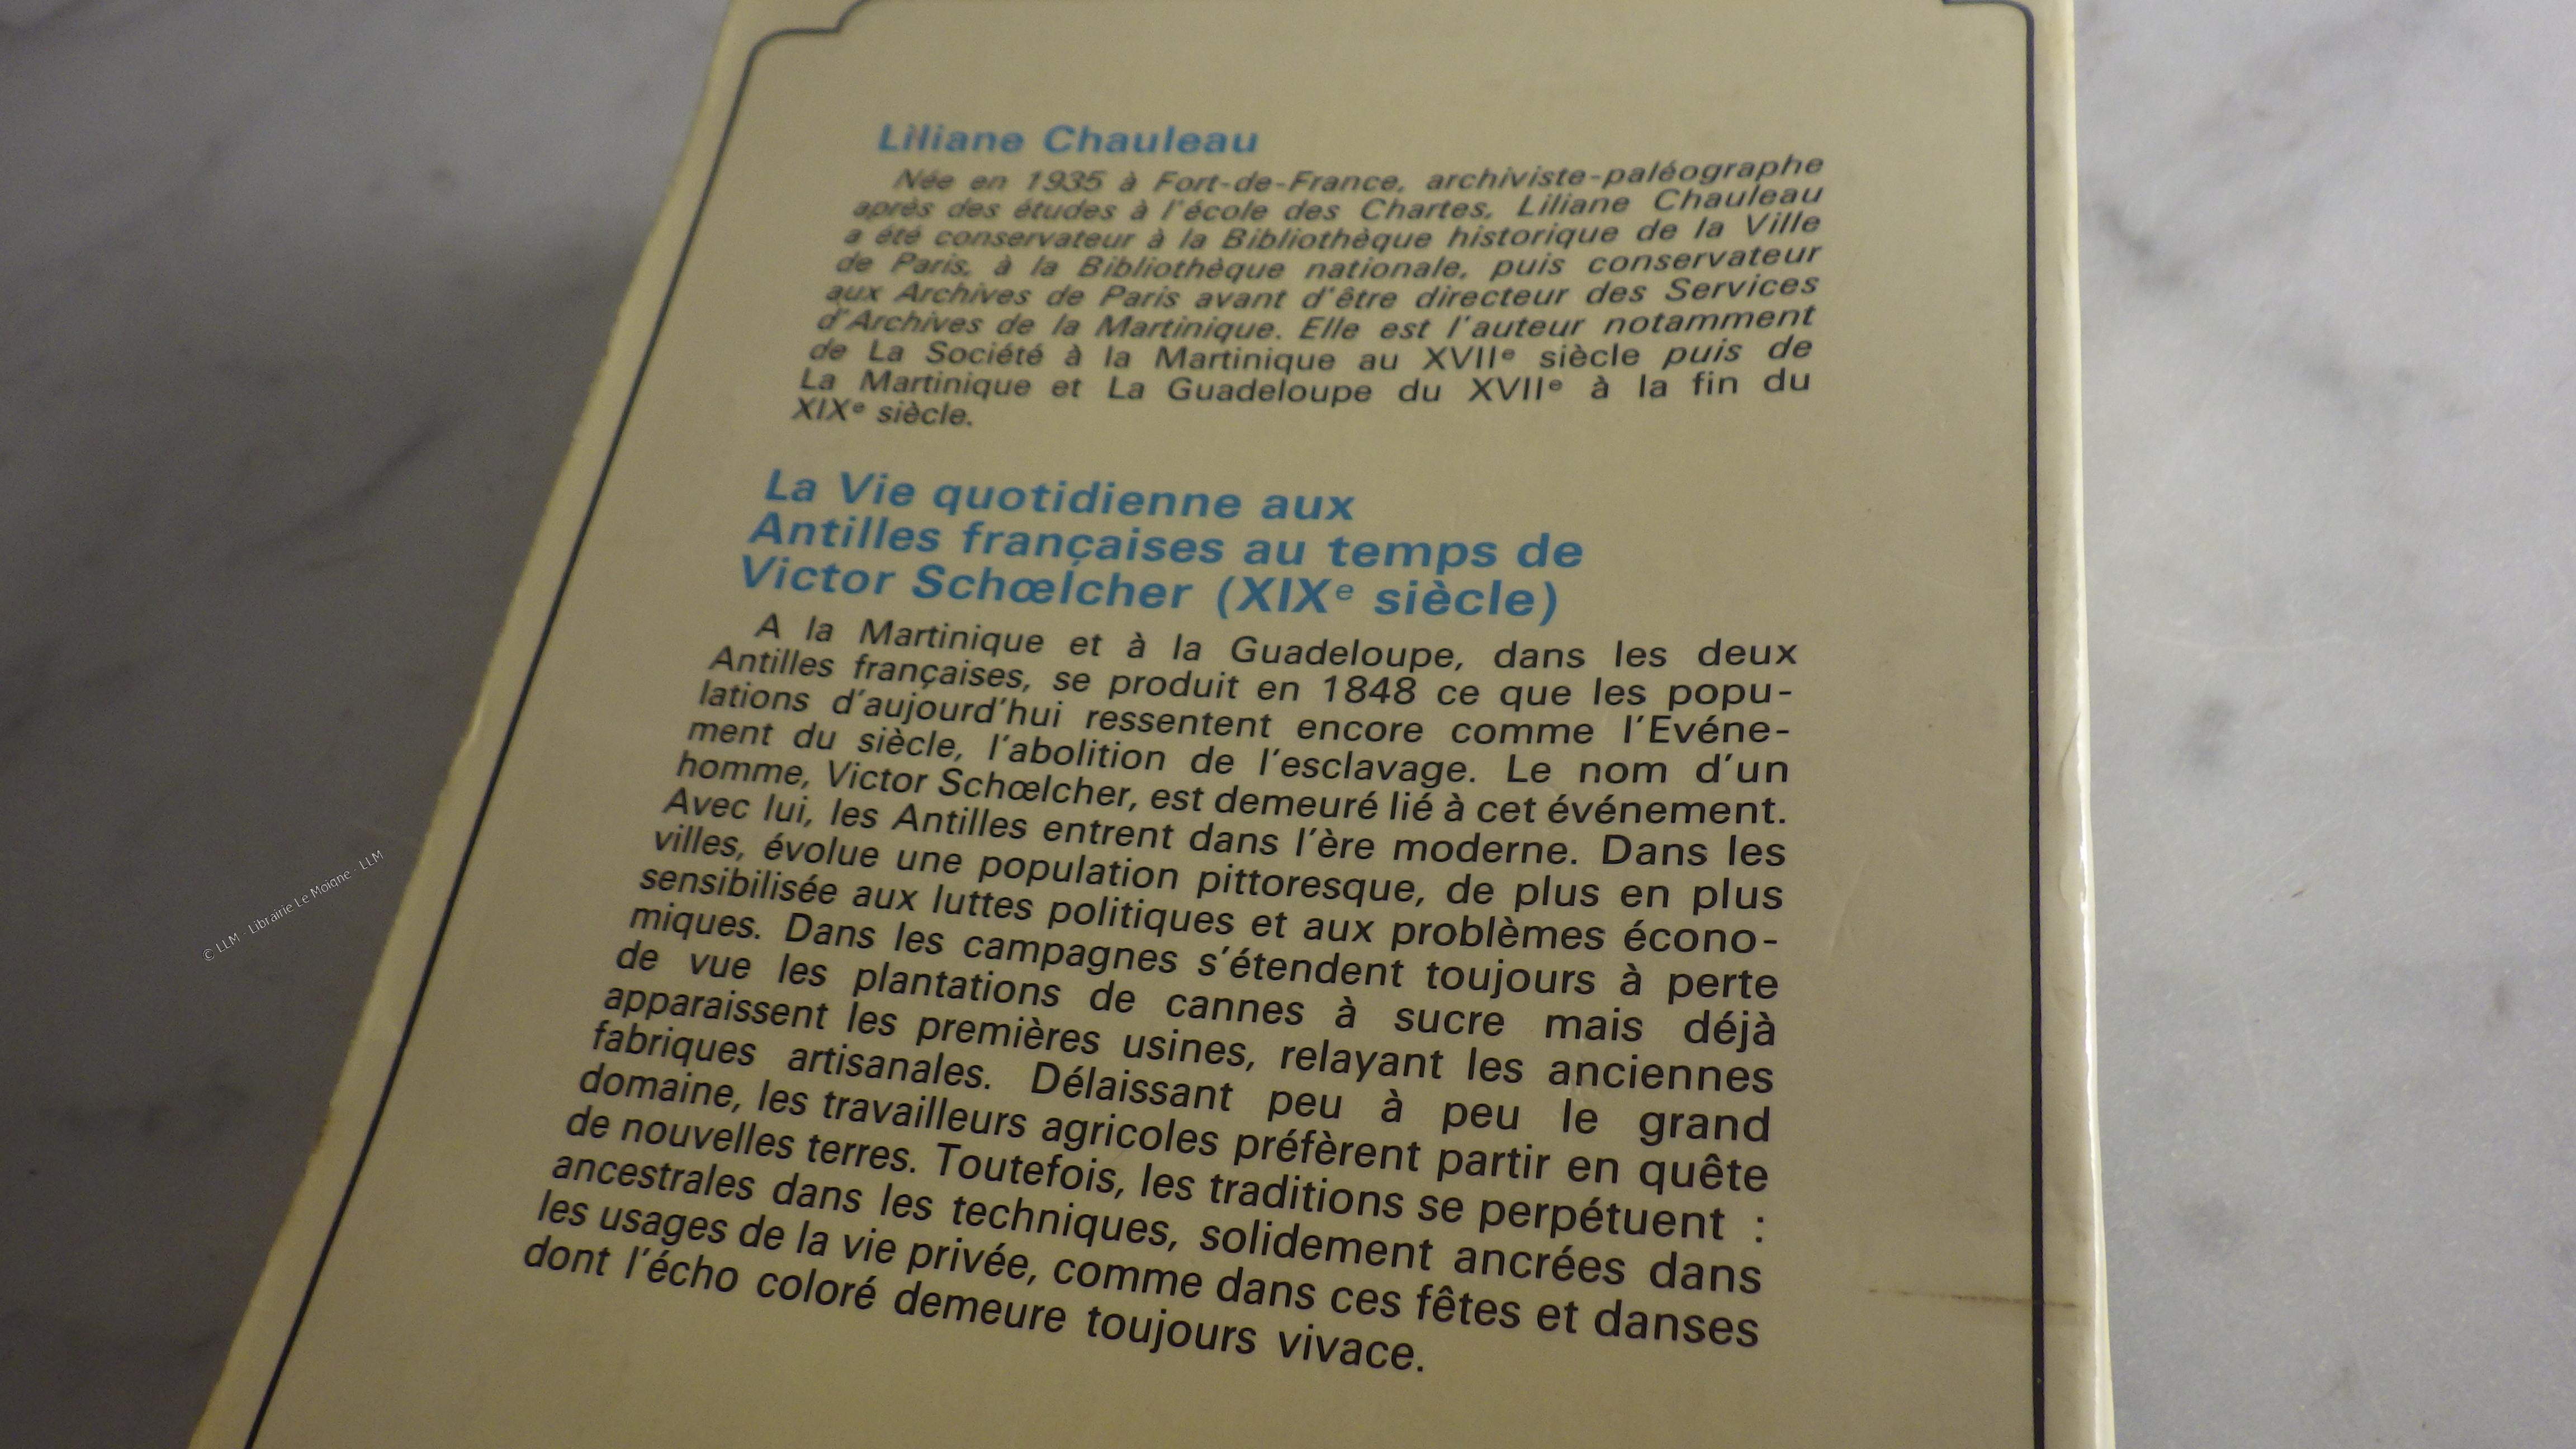 Liliane Chauleau
Née en 1935 à Fort-de-France, archiviste-paléographe
après des études à l'école des Chartes, Liliane Chauleau
a été conservateur à la Bibliothèque historique de la Ville
de Paris, à la Bibliothèque nationale, puis conservateur
aux Archives de Paris avant d'être directeur des Services
d'Archives de la Martinique. Elle est l'auteur notamment
de La Société à la Martinique au XVIIe siècle puis de
La Martinique et La Guadeloupe du XVIIe à la fin du
XIXe siècle.
La Vie quotidienne aux
Antilles françaises au temps de
Victor Schœlcher (XIXe siècle)
A la Martinique et à la Guadeloupe, dans les deux
Antilles françaises, se produit en 1848 ce que les popu-
lations d'aujourd'hui ressentent encore comme l'Evéne-
ment du siècle, l'abolition de l'esclavage. Le nom d'un
homme, Victor Schœlcher, est demeuré lié à cet événement.
Avec lui, les Antilles entrent dans l'ère moderne. Dans les
villes, évolue une population pittoresque, de plus en plus
sensibilisée aux luttes politiques et aux problèmes écono-
miques. Dans les campagnes s'étendent toujours à perte
de vue les plantations de cannes à sucre mais déjà
apparaissent les premières usines, relayant les anciennes
fabriques artisanales. Délaissant peu à peu le grand
domaine, les travailleurs agricoles préfèrent partir en quête
de nouvelles terres. Toutefois, les traditions se perpétuent :
ancestrales dans les techniques, solidement ancrées dans
les usages de la vie privée, comme dans ces fêtes et danses
dont l'écho coloré demeure toujours vivace.
© LLM - Librairie Le Moigne - LLM